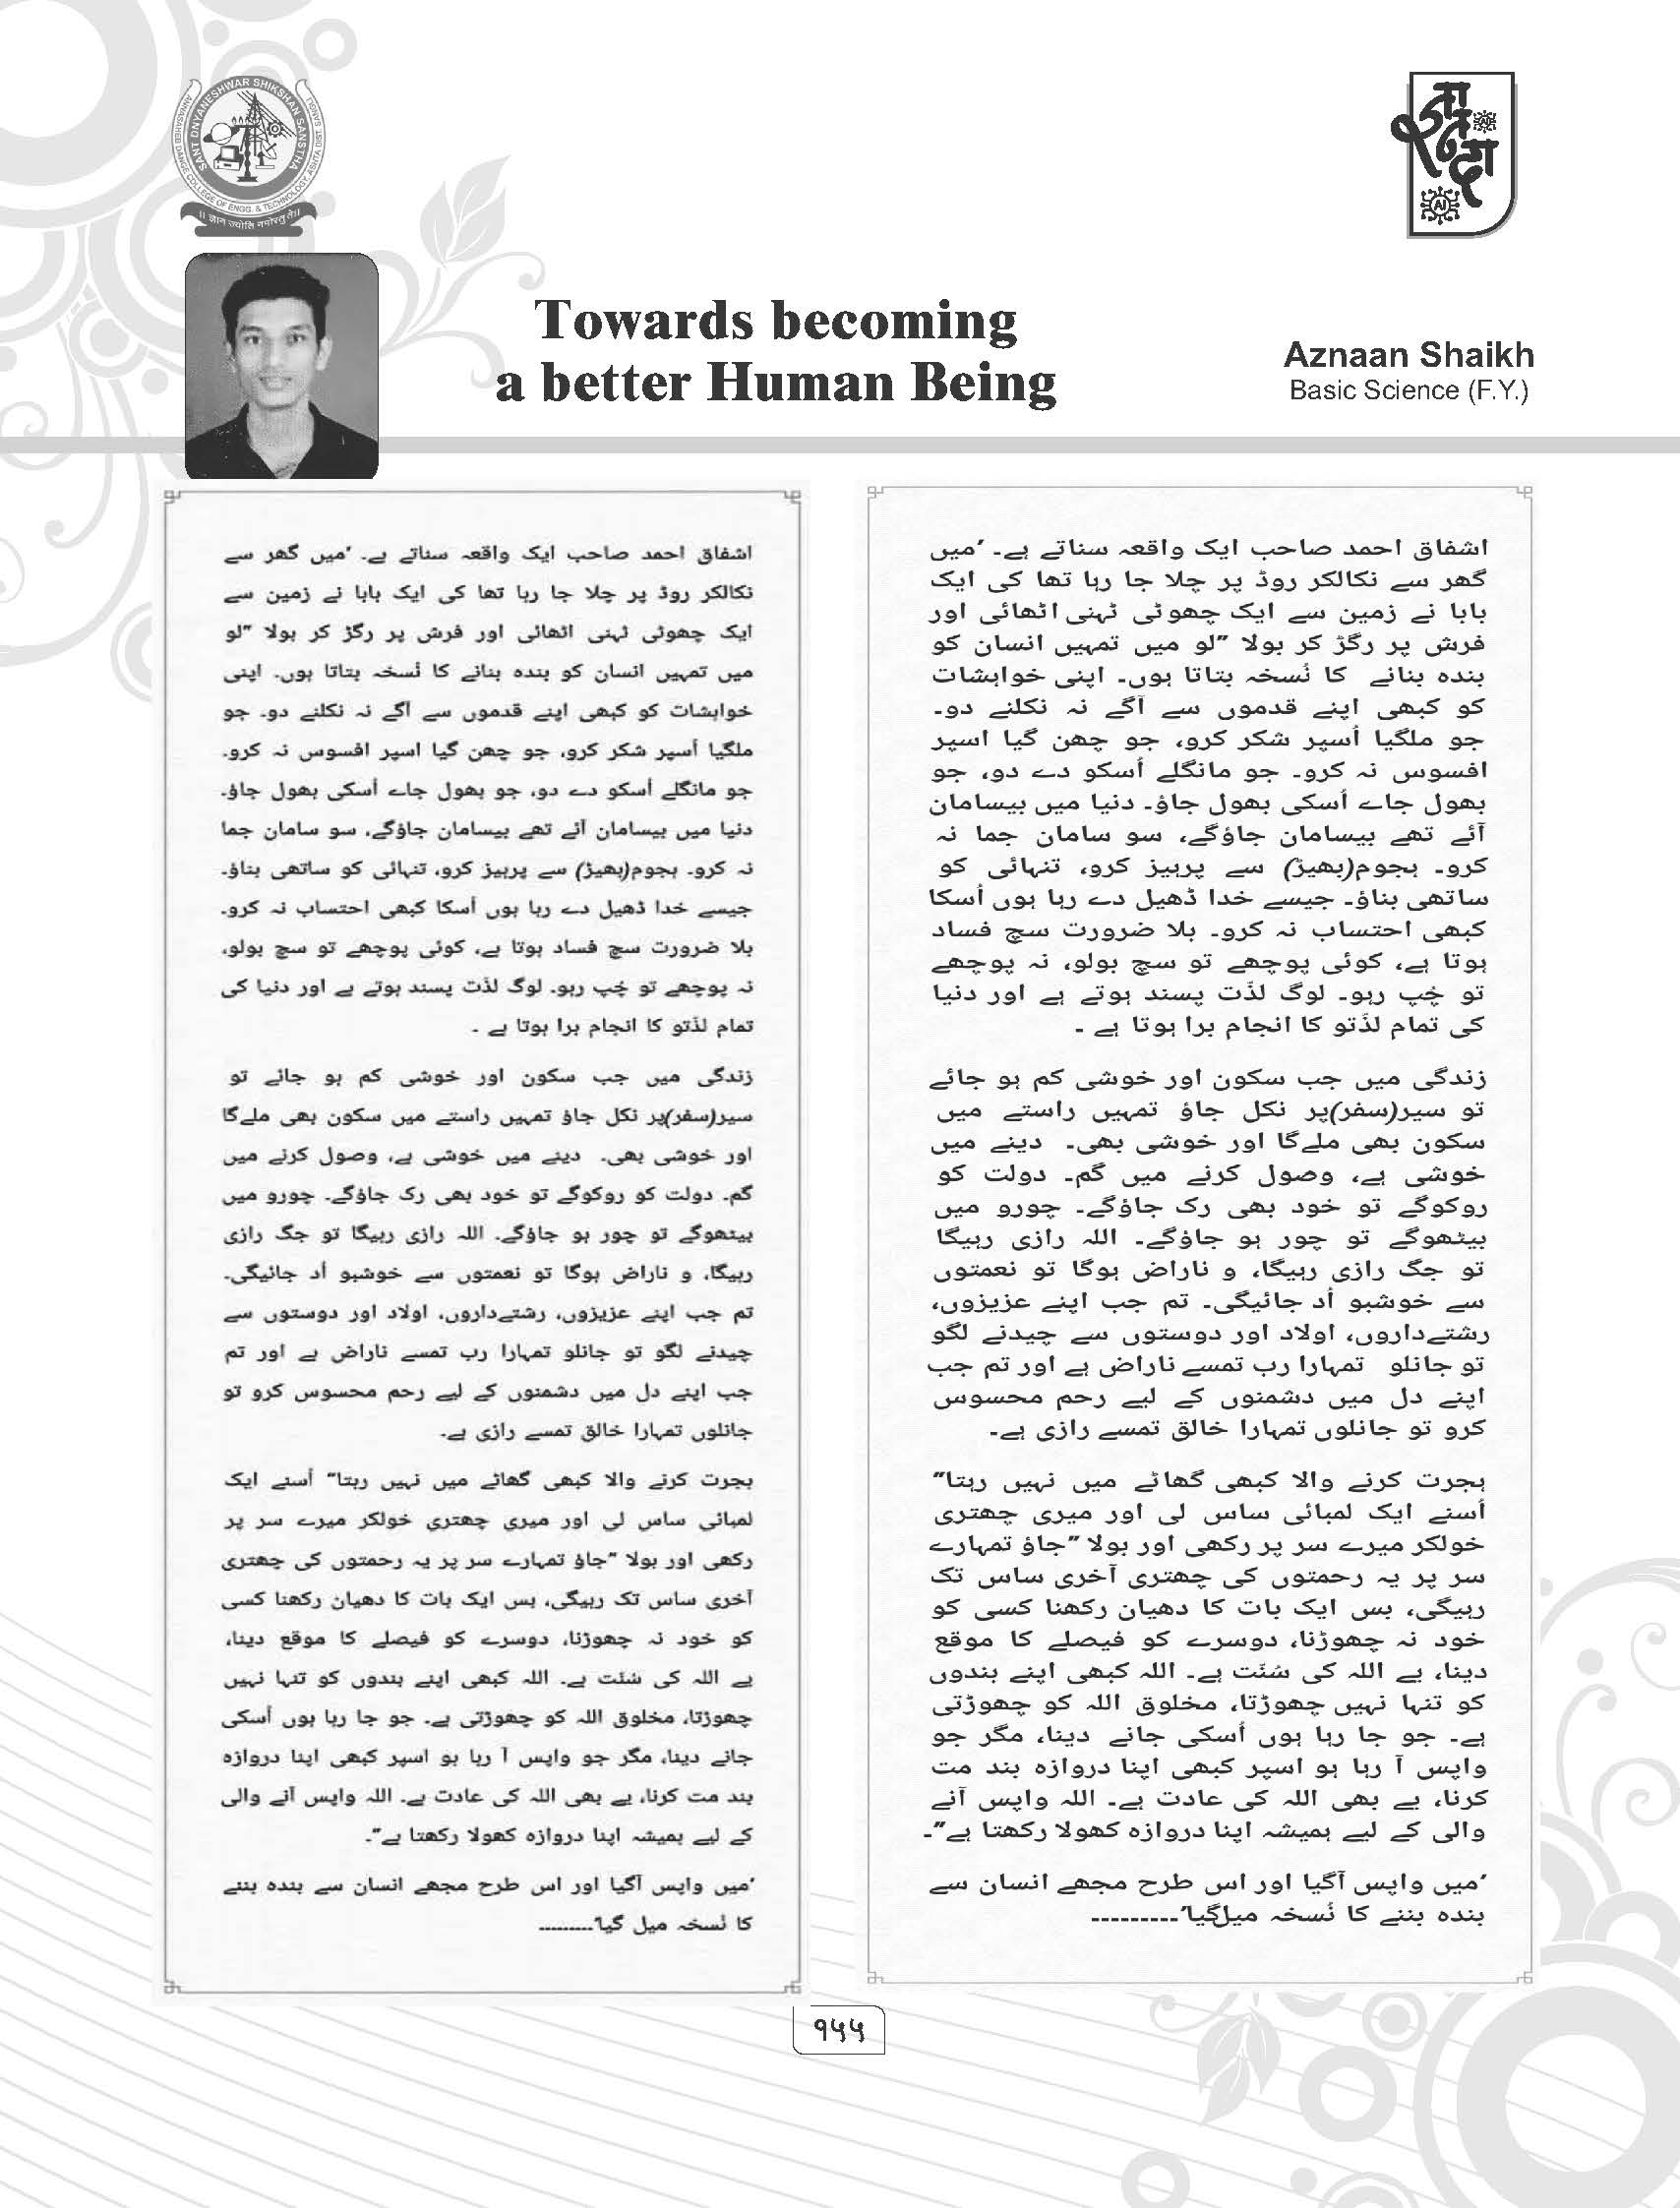 SANT DNYANESHWAR SHIKSHAN SANSTHA
ANNASAHEB DANGE COLLEGE OF ENGG. & TECHNOLOGY, ASHTA DIST. SANGLI
AI
AI
Towards becoming
a better Human Being
Aznaan Shaikh
Basic Science (F.Y.)
اشفاق احمد صاحب ایک واقعہ سناتے ہے۔ ’میں گھر سے
نکالکر روڈ پر چلا جا رہا تھا کی ایک بابا نے زمین سے
ایک چھوٹی ٹہنی اٹھائی اور فرش پر رگڑ کر بولا ”لو
میں تمہیں انسان کو بندہ بنانے کا نُسخہ بتاتا ہوں۔ اپنی
خواہشات کو کبھی اپنے قدموں سے آگے نہ نکلنے دو۔ جو
ملگیا اُسپر شکر کرو، جو چھن گیا اسپر افسوس نہ کرو۔
جو مانگلے اُسکو دے دو، جو بھول جاے اُسکی بھول جاؤ۔
دنیا میں بیسامان آئے تھے بیسامان جاؤگے، سو سامان جما
نہ کرو۔ ہجوم(بھیڑ) سے پرہیز کرو، تنہائی کو ساتھی بناؤ۔
جیسے خدا ڈھیل دے رہا ہوں اُسکا کبھی احتساب نہ کرو۔
بلا ضرورت سچ فساد ہوتا ہے، کوئی پوچھے تو سچ بولو،
نہ پوچھے تو چُپ رہو۔ لوگ لذّت پسند ہوتے ہے اور دنیا کی
تمام لذّتو کا انجام برا ہوتا ہے ۔
زندگی میں جب سکون اور خوشی کم ہو جائے تو
سیر(سفر)پر نکل جاؤ تمہیں راستے میں سکون بھی ملےگا
اور خوشی بھی۔ دینے میں خوشی ہے، وصول کرنے میں
گم۔ دولت کو روکوگے تو خود بھی رک جاؤگے۔ چورو میں
بیٹھوگے تو چور ہو جاؤگے۔ اللہ رازی رہیگا تو جگ رازی
رہیگا، و ناراض ہوگا تو نعمتوں سے خوشبو اُد جائیگی۔
تم جب اپنے عزیزوں، رشتےداروں، اولاد اور دوستوں سے
چیدنے لگو تو جانلو تمہارا رب تمسے ناراض ہے اور تم
جب اپنے دل میں دشمنوں کے لیے رحم محسوس کرو تو
جانلوں تمہارا خالق تمسے رازی ہے۔
ہجرت کرنے والا کبھی گھاٹے میں نہیں رہتا” اُسنے ایک
لمبائی ساس لی اور میری چھتری خولکر میرے سر پر
رکھی اور بولا ”جاؤ تمہارے سر پر یہ رحمتوں کی چھتری
آخری ساس تک رہیگی، بس ایک بات کا دھیان رکھنا کسی
کو خود نہ چھوڑنا، دوسرے کو فیصلے کا موقع دینا،
یے اللہ کی سُنّت ہے۔ اللہ کبھی اپنے بندوں کو تنہا نہیں
چھوڑتا، مخلوق اللہ کو چھوڑتی ہے۔ جو جا رہا ہوں اُسکی
جانے دینا، مگر جو واپس آ رہا ہو اسپر کبھی اپنا دروازہ
بند مت کرنا، یے بھی اللہ کی عادت ہے۔ اللہ واپس آنے والی
کے لیے ہمیشہ اپنا دروازہ کھولا رکھتا ہے”۔
’میں واپس آگیا اور اس طرح مجھے انسان سے بندہ بننے
کا نُسخہ میل گیا’---------
اشفاق احمد صاحب ایک واقعہ سناتے ہے۔ ’میں
گھر سے نکالکر روڈ پر چلا جا رہا تھا کی ایک
بابا نے زمین سے ایک چھوٹی ٹہنی اٹھائی اور
فرش پر رگڑ کر بولا ”لو میں تمہیں انسان کو
بندہ بنانے کا نُسخہ بتاتا ہوں۔ اپنی خواہشات
کو کبھی اپنے قدموں سے آگے نہ نکلنے دو۔
جو ملگیا اُسپر شکر کرو، جو چھن گیا اسپر
افسوس نہ کرو۔ جو مانگلے اُسکو دے دو، جو
بھول جاے اُسکی بھول جاؤ۔ دنیا میں بیسامان
آئے تھے بیسامان جاؤگے، سو سامان جما نہ
کرو۔ ہجوم(بھیڑ) سے پرہیز کرو، تنہائی کو
ساتھی بناؤ۔ جیسے خدا ڈھیل دے رہا ہوں اُسکا
کبھی احتساب نہ کرو۔ بلا ضرورت سچ فساد
ہوتا ہے، کوئی پوچھے تو سچ بولو، نہ پوچھے
تو چُپ رہو۔ لوگ لذّت پسند ہوتے ہے اور دنیا
کی تمام لذّتو کا انجام برا ہوتا ہے ۔
زندگی میں جب سکون اور خوشی کم ہو جائے
تو سیر(سفر)پر نکل جاؤ تمہیں راستے میں
سکون بھی ملےگا اور خوشی بھی۔ دینے میں
خوشی ہے، وصول کرنے میں گم۔ دولت کو
روکوگے تو خود بھی رک جاؤگے۔ چورو میں
بیٹھوگے تو چور ہو جاؤگے۔ اللہ رازی رہیگا
تو جگ رازی رہیگا، و ناراض ہوگا تو نعمتوں
سے خوشبو اُد جائیگی۔ تم جب اپنے عزیزوں،
رشتےداروں، اولاد اور دوستوں سے چیدنے لگو
تو جانلو تمہارا رب تمسے ناراض ہے اور تم جب
اپنے دل میں دشمنوں کے لیے رحم محسوس
کرو تو جانلوں تمہارا خالق تمسے رازی ہے۔
ہجرت کرنے والا کبھی گھاٹے میں نہیں رہتا”
اُسنے ایک لمبائی ساس لی اور میری چھتری
خولکر میرے سر پر رکھی اور بولا ”جاؤ تمہارے
سر پر یہ رحمتوں کی چھتری آخری ساس تک
رہیگی، بس ایک بات کا دھیان رکھنا کسی کو
خود نہ چھوڑنا، دوسرے کو فیصلے کا موقع
دینا، یے اللہ کی سُنّت ہے۔ اللہ کبھی اپنے بندوں
کو تنہا نہیں چھوڑتا، مخلوق اللہ کو چھوڑتی
ہے۔ جو جا رہا ہوں اُسکی جانے دینا، مگر جو
واپس آ رہا ہو اسپر کبھی اپنا دروازہ بند مت
کرنا، یے بھی اللہ کی عادت ہے۔ اللہ واپس آنے
والی کے لیے ہمیشہ اپنا دروازہ کھولا رکھتا ہے”۔
’میں واپس آگیا اور اس طرح مجھے انسان سے
بندہ بننے کا نُسخہ میل‌گیا’---------
१५५